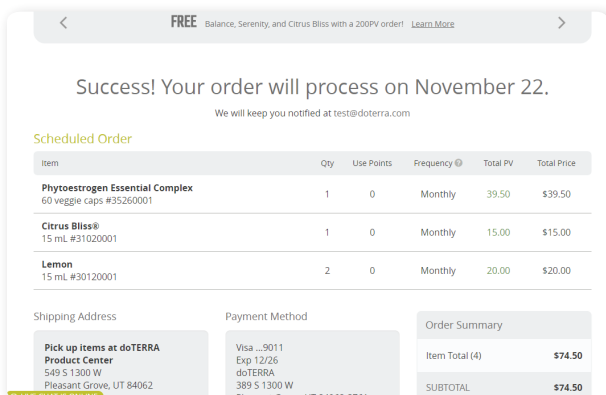 FREE Balance, Serenity, and Citrus Bliss with a 200PV order! Learn More
Success! Your order will process on November 22.
We will keep you notified at test@doterra.com
Scheduled Order
Item Qty Use Points Frequency Total PV Total Price
Phytoestrogen Essential Complex
60 veggie caps #35260001 1 0 Monthly 39.50 $39.50
Citrus Bliss®
15 mL #31020001 1 0 Monthly 15.00 $15.00
Lemon
15 mL #30120001 2 0 Monthly 20.00 $20.00
Shipping Address
Pick up items at doTERRA
Product Center
549 S 1300 W
Pleasant Grove, UT 84062
Payment Method
Visa ...9011
Exp 12/26
doTERRA
389 S 1300 W
Order Summary
Item Total (4) $74.50
SUBTOTAL $74.50